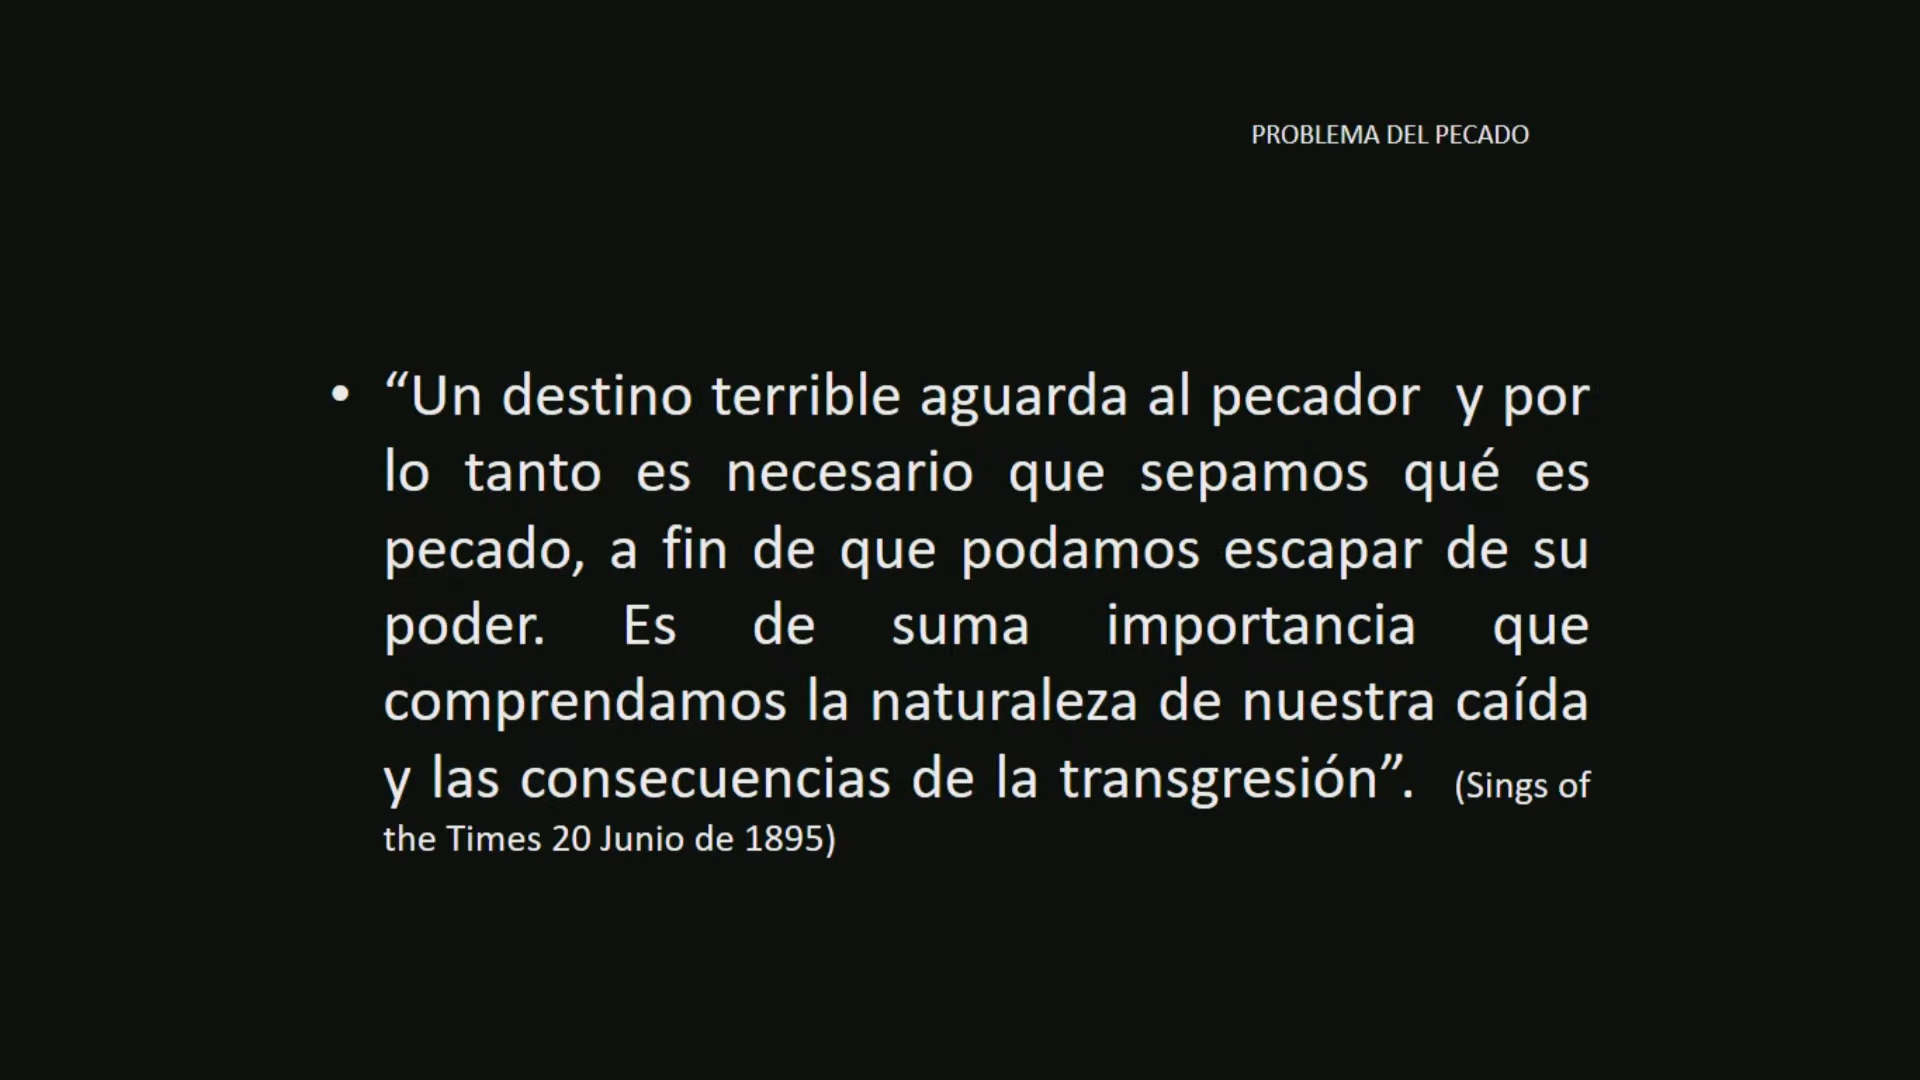 PROBLEMA DEL PECADO
• “Un destino terrible aguarda al pecador  y por
lo tanto es necesario que sepamos qué es
pecado, a fin de que podamos escapar de su
poder. Es de suma importancia que
comprendamos la naturaleza de nuestra caída
y las consecuencias de la transgresión”.  (Sings of
the Times 20 Junio de 1895)